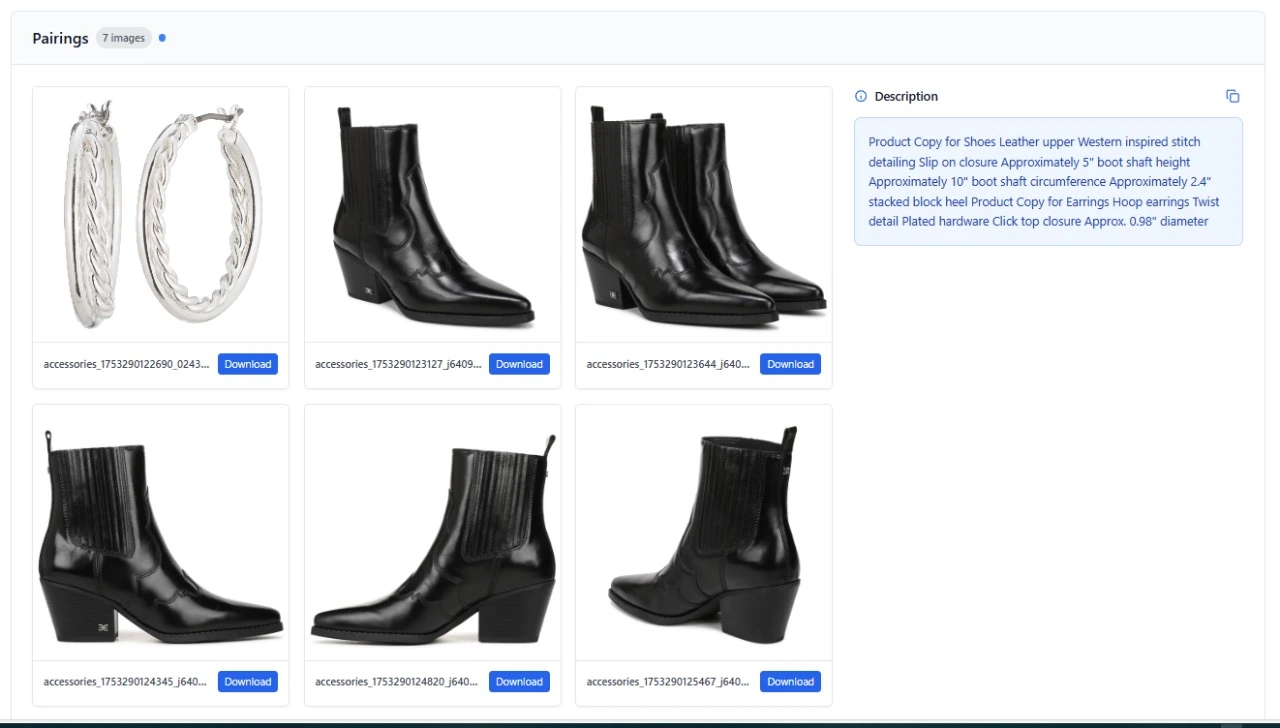 Pairings 7 images
Description
Product Copy for Shoes Leather upper Western inspired stitch
detailing Slip on closure Approximately 5" boot shaft height
Approximately 10" boot shaft circumference Approximately 2.4"
stacked block heel Product Copy for Earrings Hoop earrings Twist
detail Plated hardware Click top closure Approx. 0.98" diameter
accessories_1753290122690_0243... Download
accessories_1753290123127_j6409... Download
accessories_1753290123644_j640... Download
accessories_1753290124345_j640... Download
accessories_1753290124820_j640... Download
accessories_1753290125467_j640... Download